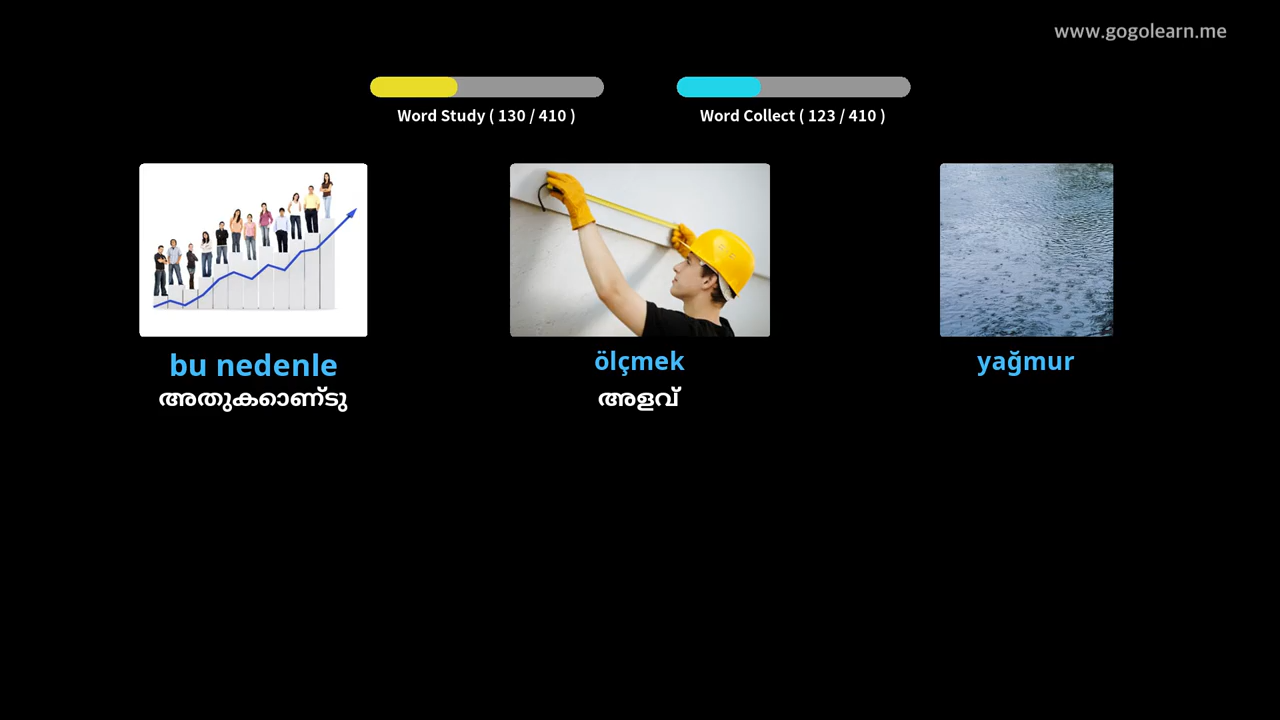 www.gogolearn.me
Word Study ( 130 / 410 )
Word Collect ( 123 / 410 )
bu nedenle
ölçmek
yağmur
അതുകൊണ്ടു
അളവ്